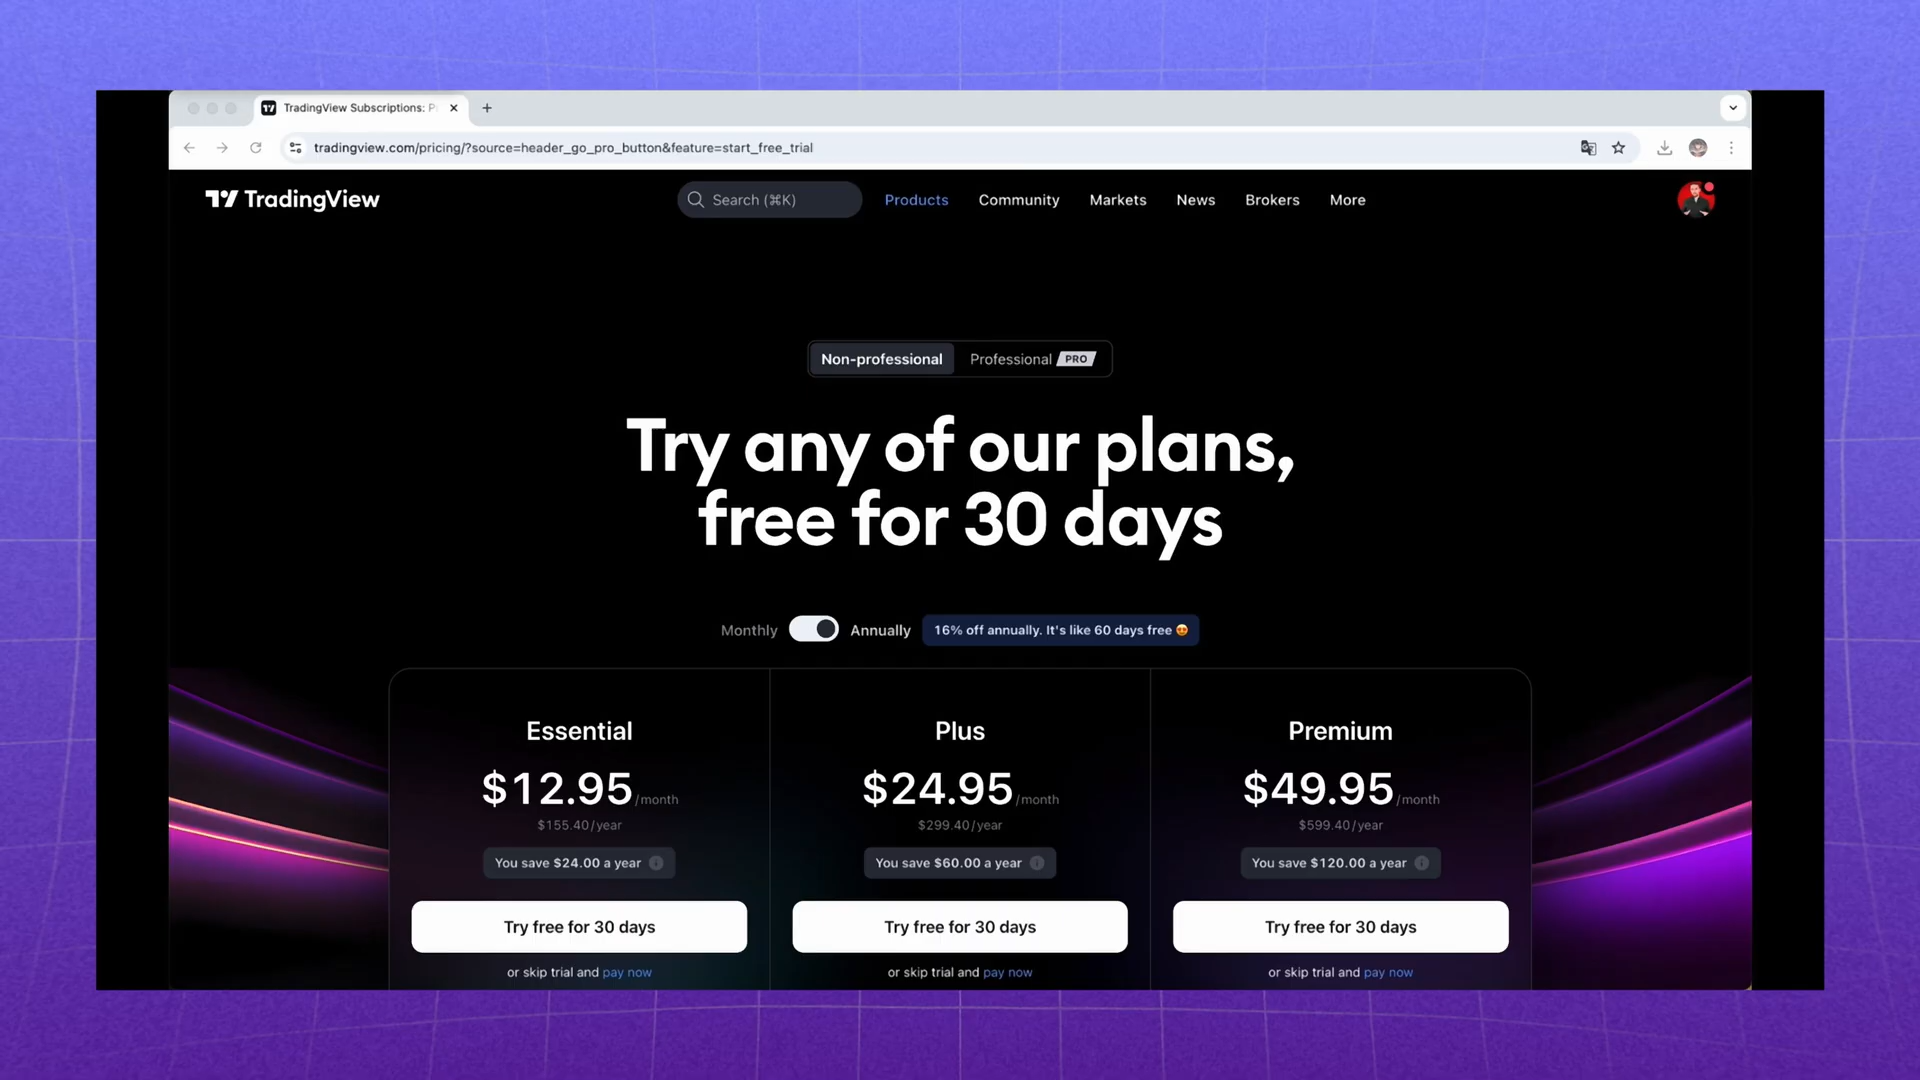 TradingView Subscriptions: P
tradingview.com/pricing/?source=header_go_pro_button&feature=start_free_trial
TradingView
Search (⌘K)
Products
Community
Markets
News
Brokers
More
Non-professional
Professional PRO
Try any of our plans,
free for 30 days
Monthly
Annually
16% off annually. It's like 60 days free 🤩
Essential
$12.95/month
$155.40/year
You save $24.00 a year
Try free for 30 days
or skip trial and pay now
Plus
$24.95/month
$299.40/year
You save $60.00 a year
Try free for 30 days
or skip trial and pay now
Premium
$49.95/month
$599.40/year
You save $120.00 a year
Try free for 30 days
or skip trial and pay now